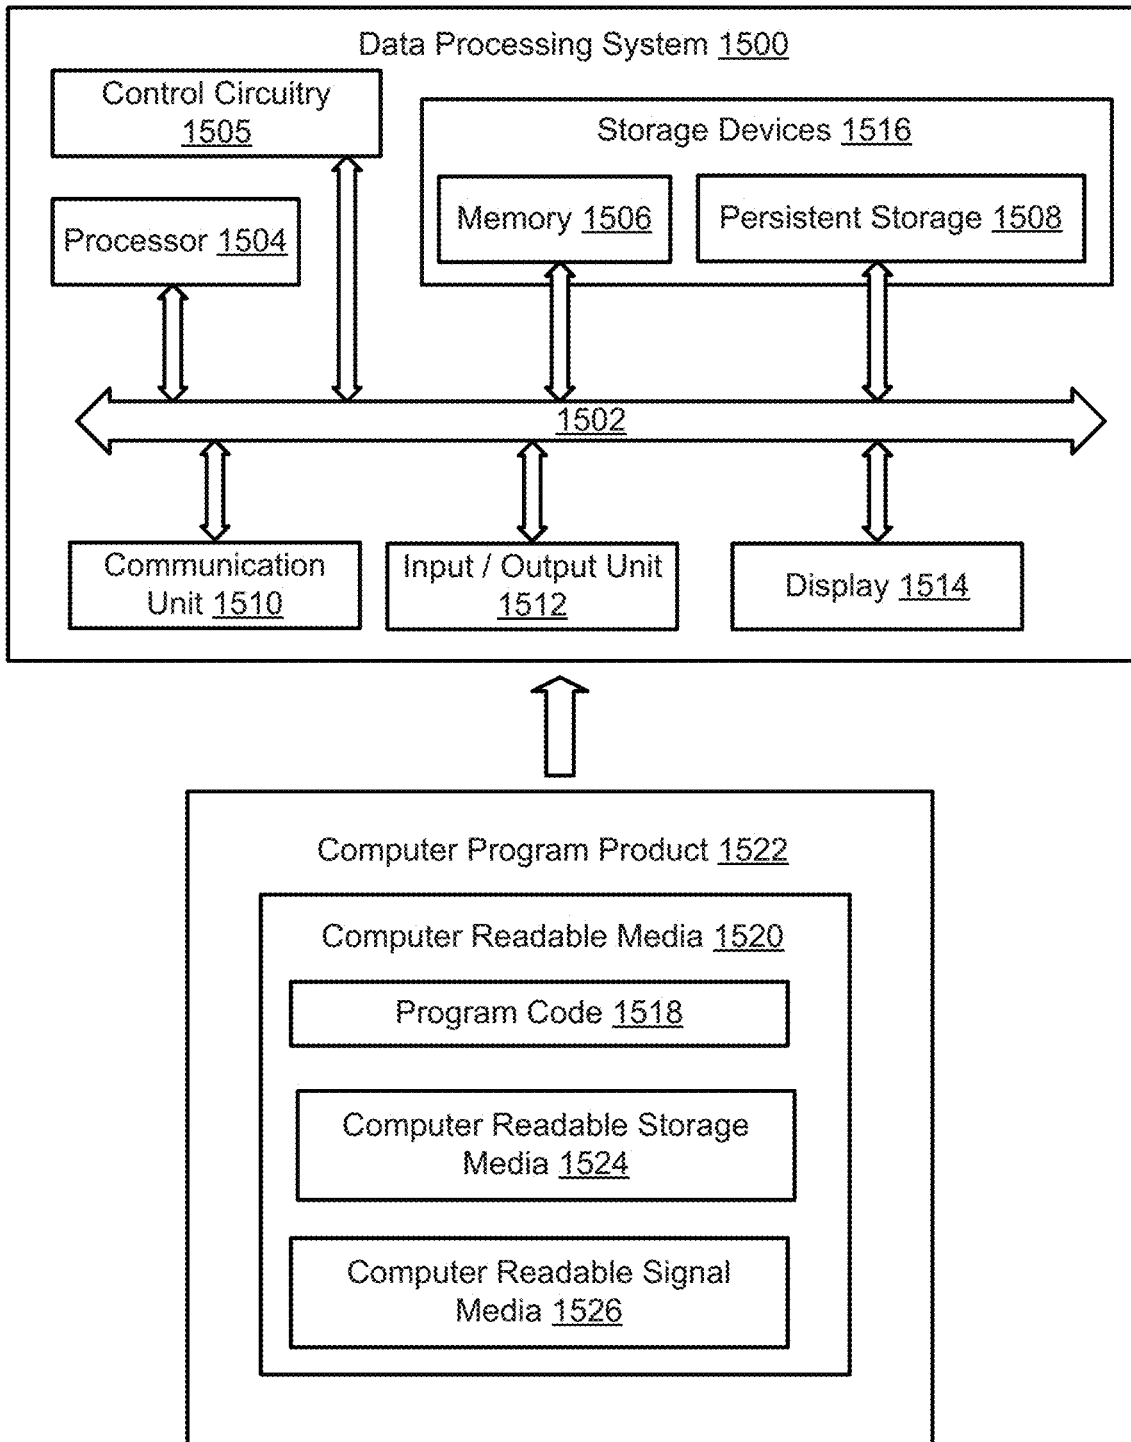 Data Processing System 1500
Control Circuitry
1505
Storage Devices 1516
Processor 1504
Memory 1506
Persistent Storage 1508
1502
Communication
Unit 1510
Input / Output Unit
1512
Display 1514
Computer Program Product 1522
Computer Readable Media 1520
Program Code 1518
Computer Readable Storage
Media 1524
Computer Readable Signal
Media 1526